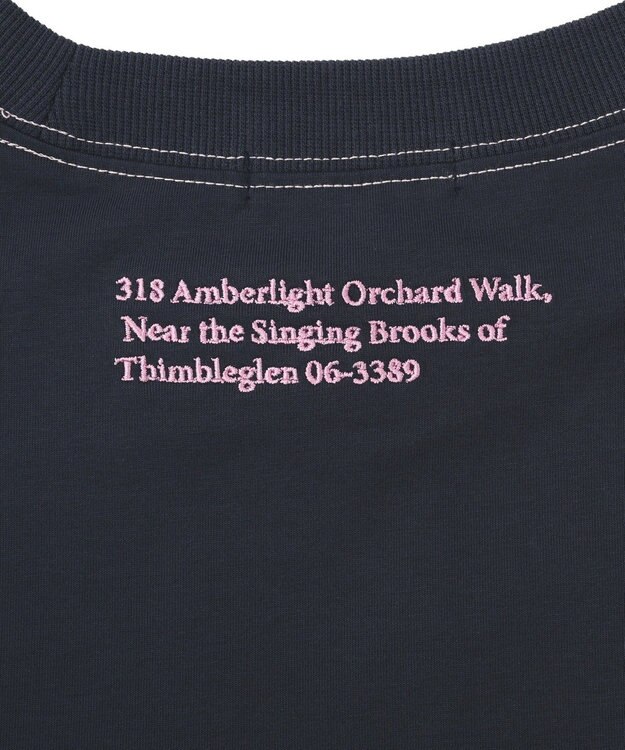 318 Amberlight Orchard Walk,
Near the Singing Brooks of
Thimbleglen 06-3389